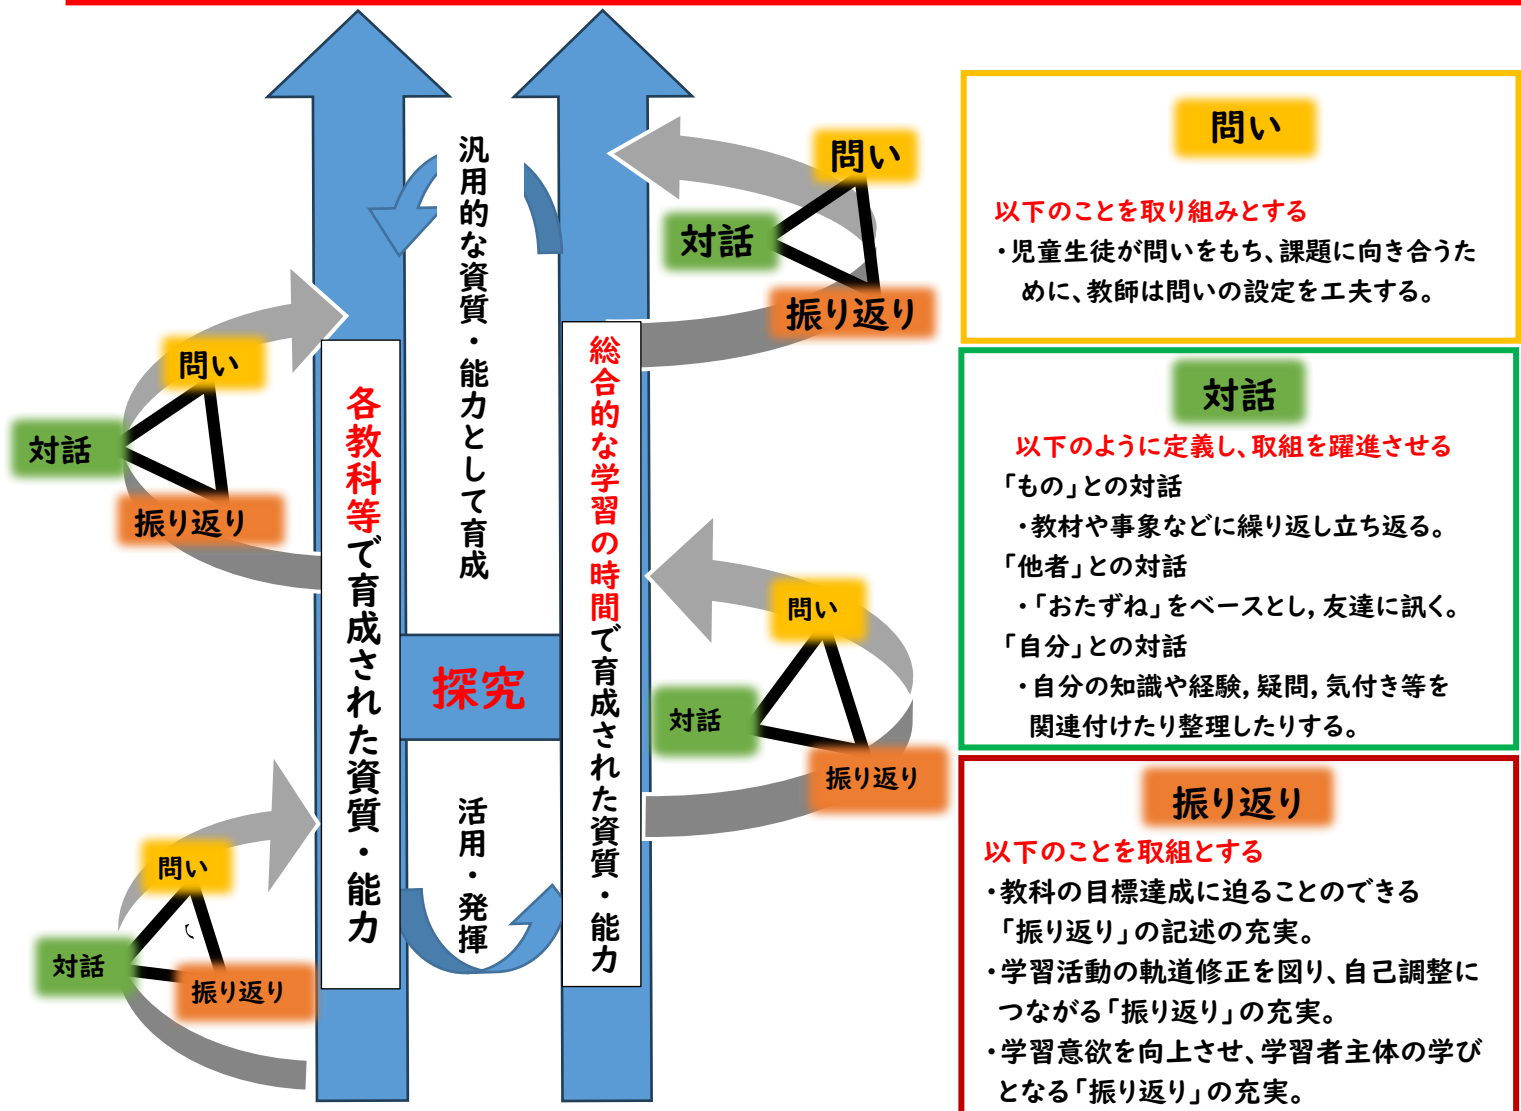 汎用的な資質・能力として育成
各教科等で育成された資質・能力
総合的な学習の時間で育成された資質・能力
探究
活用・発揮
問い
対話
振り返り
問い
対話
振り返り
問い
対話
振り返り
問い
対話
振り返り
問い
以下のことを取り組みとする
・児童生徒が問いをもち、課題に向き合うた
めに、教師は問いの設定を工夫する。
対話
以下のように定義し、取組を躍進させる
「もの」との対話
・教材や事象などに繰り返し立ち返る。
「他者」との対話
・「おたずね」をベースとし,友達に訊く。
「自分」との対話
・自分の知識や経験,疑問,気付き等を
関連付けたり整理したりする。
振り返り
以下のことを取組とする
・教科の目標達成に迫ることのできる
「振り返り」の記述の充実。
・学習活動の軌道修正を図り、自己調整に
つながる「振り返り」の充実。
・学習意欲を向上させ、学習者主体の学び
となる「振り返り」の充実。